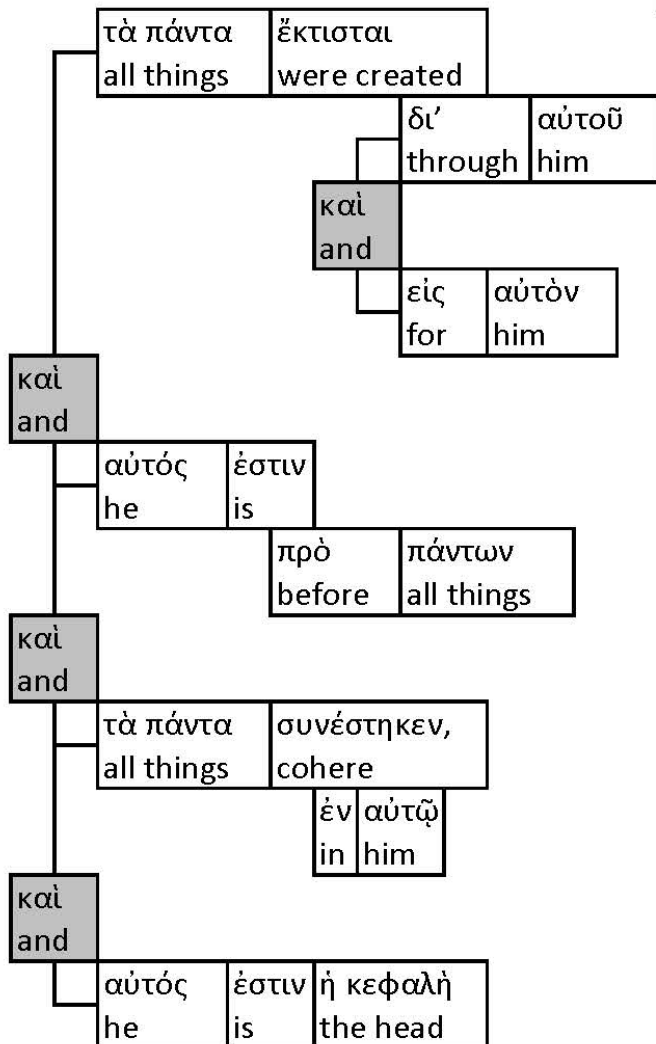 τὰ πάντα ἔκτισται
all things were created
δι’ αὐτοῦ
through him
καὶ
and
εἰς αὐτὸν
for him
καὶ
and
αὐτός ἐστιν
he is
πρὸ πάντων
before all things
καὶ
and
τὰ πάντα συνέστηκεν,
all things cohere
ἐν αὐτῷ
in him
καὶ
and
αὐτός ἐστιν ἡ κεφαλὴ
he is the head